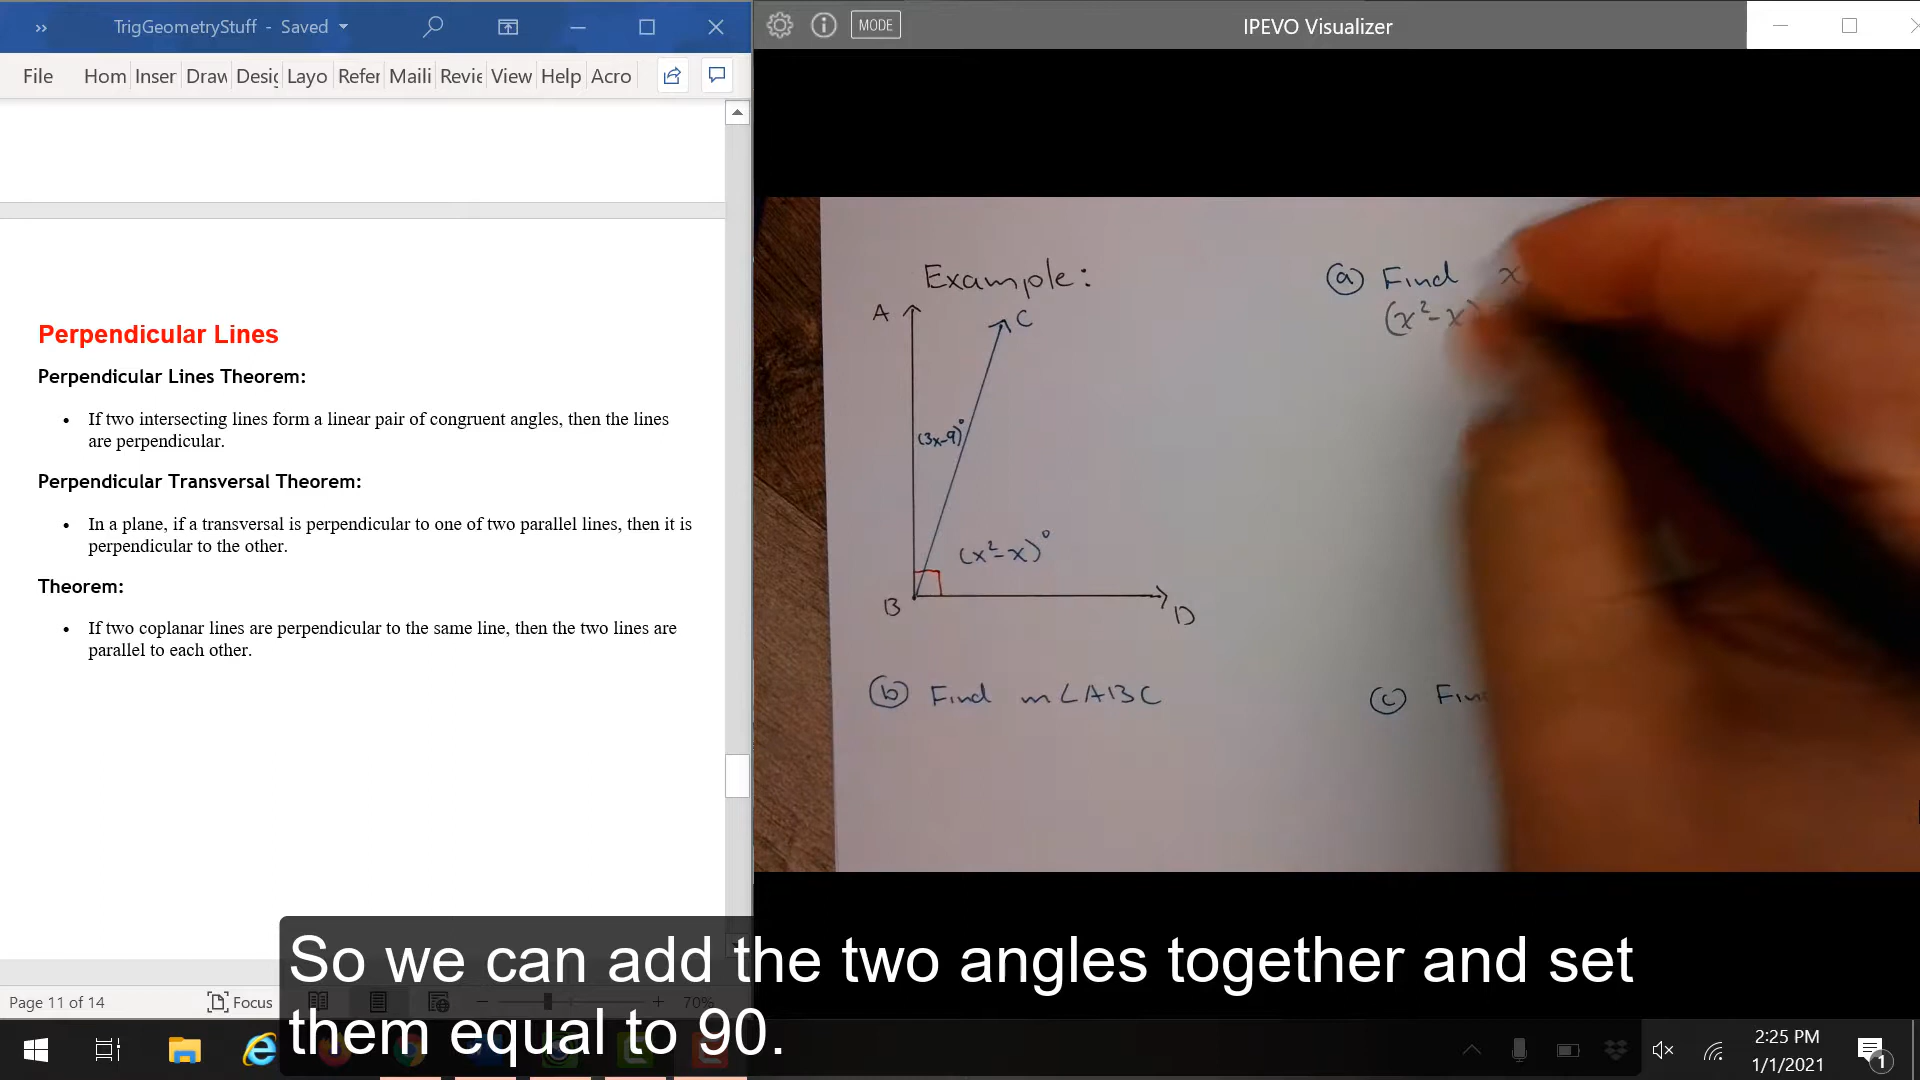 TrigGeometryStuff - Saved
MODE
IPEVO Visualizer
File Hom Inser Draw Desig Layo Refer Maili Revie View Help Acro
Perpendicular Lines
Perpendicular Lines Theorem:
• If two intersecting lines form a linear pair of congruent angles, then the lines
are perpendicular.
Perpendicular Transversal Theorem:
• In a plane, if a transversal is perpendicular to one of two parallel lines, then it is
perpendicular to the other.
Theorem:
• If two coplanar lines are perpendicular to the same line, then the two lines are
parallel to each other.
Example:
A
C
(3x-9)°
(x²-x)°
B
D
ⓐ Find x
(x²-x)
ⓑ Find m∠ABC
ⓒ Fin
So we can add the two angles together and set
them equal to 90.
Page 11 of 14
Focus
70%
2:25 PM
1/1/2021
1